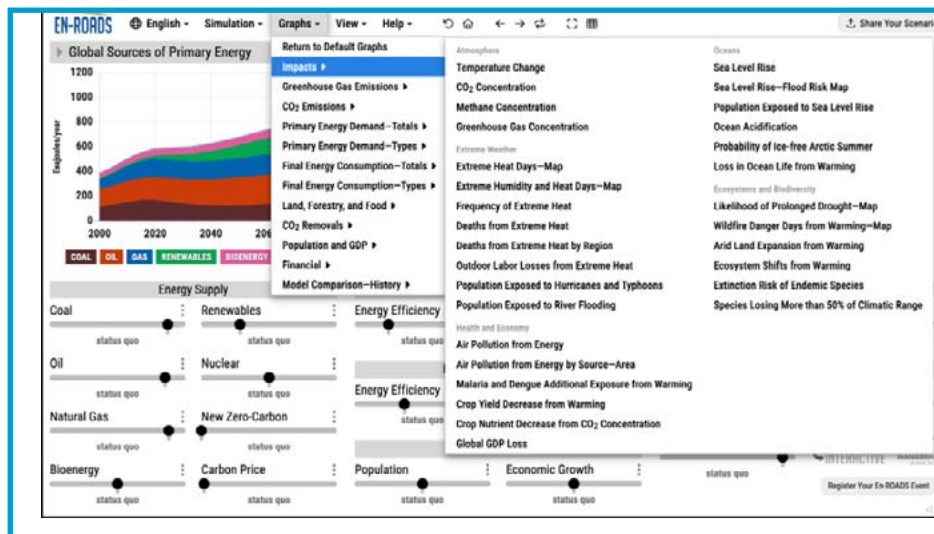 EN-ROADS English Simulation Graphs View Help Share Your Scenario
Global Sources of Primary Energy
1200
1000
800
600
400
200
0
Exajoules/year
2000 2020 2040
COAL OIL GAS RENEWABLES BIOENERGY
Return to Default Graphs
Impacts
Greenhouse Gas Emissions
CO2 Emissions
Primary Energy Demand–Totals
Primary Energy Demand–Types
Final Energy Consumption–Totals
Final Energy Consumption–Types
Land, Forestry, and Food
CO2 Removals
Population and GDP
Financial
Model Comparison–History
Atmosphere
Temperature Change
CO2 Concentration
Methane Concentration
Greenhouse Gas Concentration
Extreme Weather
Extreme Heat Days–Map
Extreme Humidity and Heat Days–Map
Frequency of Extreme Heat
Deaths from Extreme Heat
Deaths from Extreme Heat by Region
Outdoor Labor Losses from Extreme Heat
Population Exposed to Hurricanes and Typhoons
Population Exposed to River Flooding
Health and Economy
Air Pollution from Energy
Air Pollution from Energy by Source–Area
Malaria and Dengue Additional Exposure from Warming
Crop Yield Decrease from Warming
Crop Nutrient Decrease from CO2 Concentration
Global GDP Loss
Oceans
Sea Level Rise
Sea Level Rise–Flood Risk Map
Population Exposed to Sea Level Rise
Ocean Acidification
Probability of Ice-free Arctic Summer
Loss in Ocean Life from Warming
Ecosystems and Biodiversity
Likelihood of Prolonged Drought–Map
Wildfire Danger Days from Warming–Map
Arid Land Expansion from Warming
Ecosystem Shifts from Warming
Extinction Risk of Endemic Species
Species Losing More than 50% of Climatic Range
Energy Supply
Coal Renewables Energy Efficiency
status quo status quo status quo
Oil Nuclear
status quo status quo
Energy Efficiency
status quo
Natural Gas New Zero-Carbon
status quo status quo
Bioenergy Carbon Price Population Economic Growth
status quo status quo status quo status quo
status quo
INTERACTIVE
Register Your En-ROADS Event